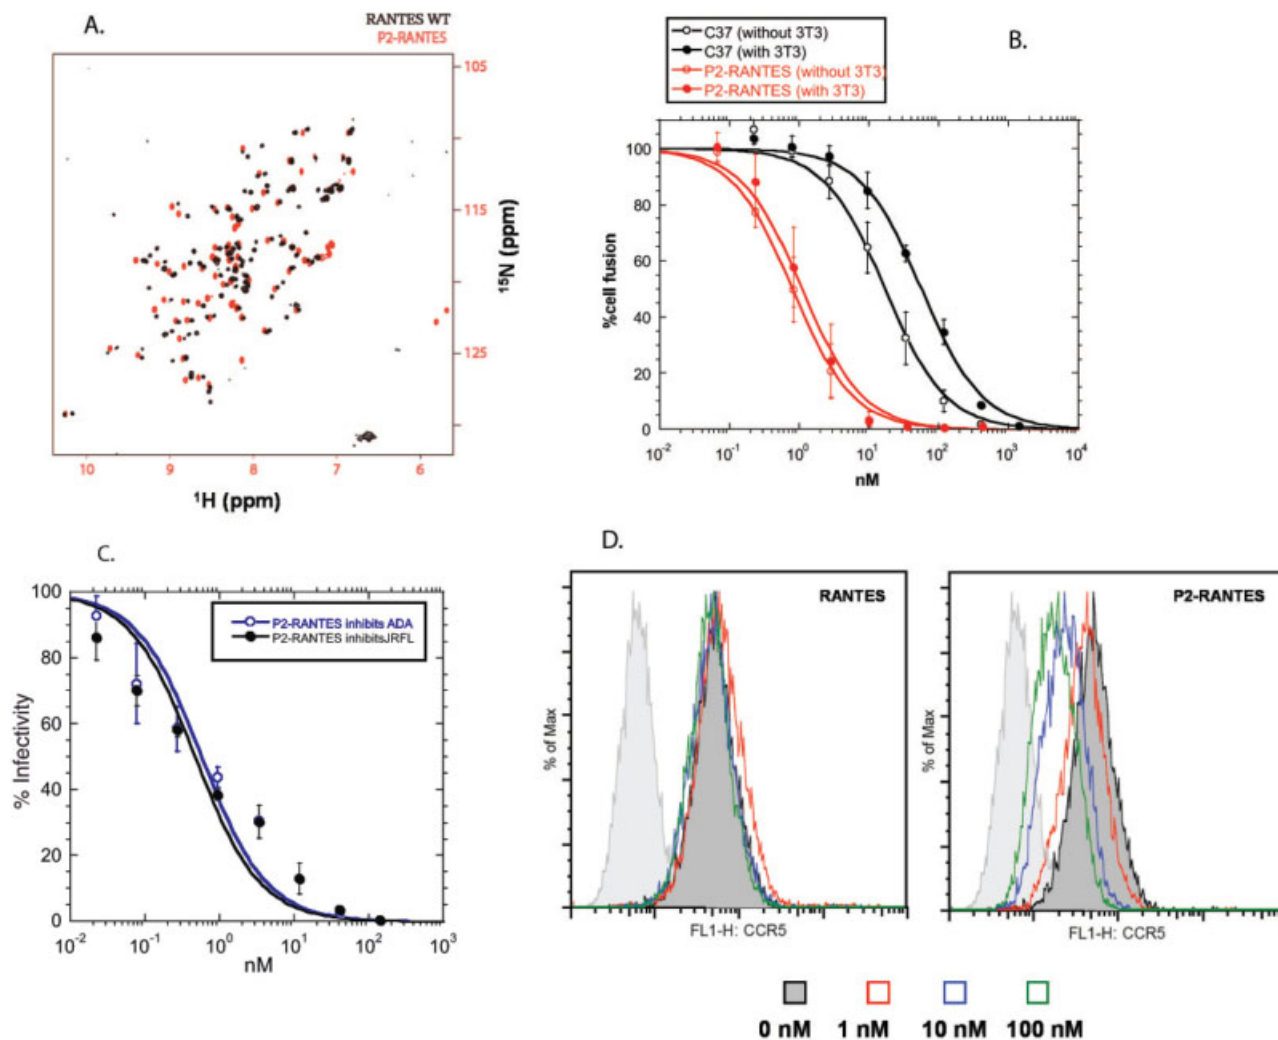 A.
RANTES WT
P2-RANTES
105
115
125
15N (ppm)
10 9 8 7 6
1H (ppm)
B.
C37 (without 3T3)
C37 (with 3T3)
P2-RANTES (without 3T3)
P2-RANTES (with 3T3)
100
80
60
40
20
0
%cell fusion
10-2 10-1 100 101 102 103 104
nM
C.
P2-RANTES inhibits ADA
P2-RANTES inhibitsJRFL
100
80
60
40
20
0
% Infectivity
10-2 10-1 100 101 102 103
nM
D.
RANTES
% of Max
FL1-H: CCR5
P2-RANTES
% of Max
FL1-H: CCR5
0 nM 1 nM 10 nM 100 nM